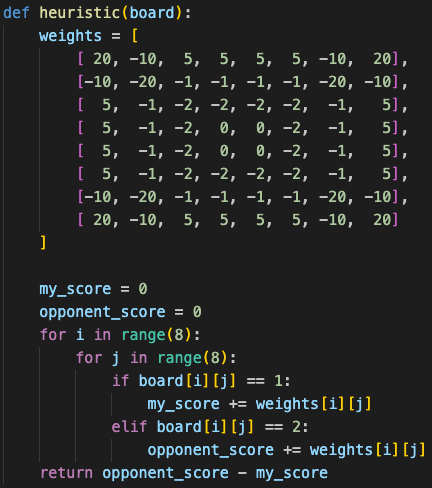 def heuristic(board):
    weights = [
        [ 20, -10,  5,  5,  5,  5, -10,  20],
        [-10, -20, -1, -1, -1, -1, -20, -10],
        [  5,  -1, -2, -2, -2, -2,  -1,   5],
        [  5,  -1, -2,  0,  0, -2,  -1,   5],
        [  5,  -1, -2,  0,  0, -2,  -1,   5],
        [  5,  -1, -2, -2, -2, -2,  -1,   5],
        [-10, -20, -1, -1, -1, -1, -20, -10],
        [ 20, -10,  5,  5,  5,  5, -10,  20]
    ]
    my_score = 0
    opponent_score = 0
    for i in range(8):
        for j in range(8):
            if board[i][j] == 1:
                my_score += weights[i][j]
            elif board[i][j] == 2:
                opponent_score += weights[i][j]
    return opponent_score - my_score